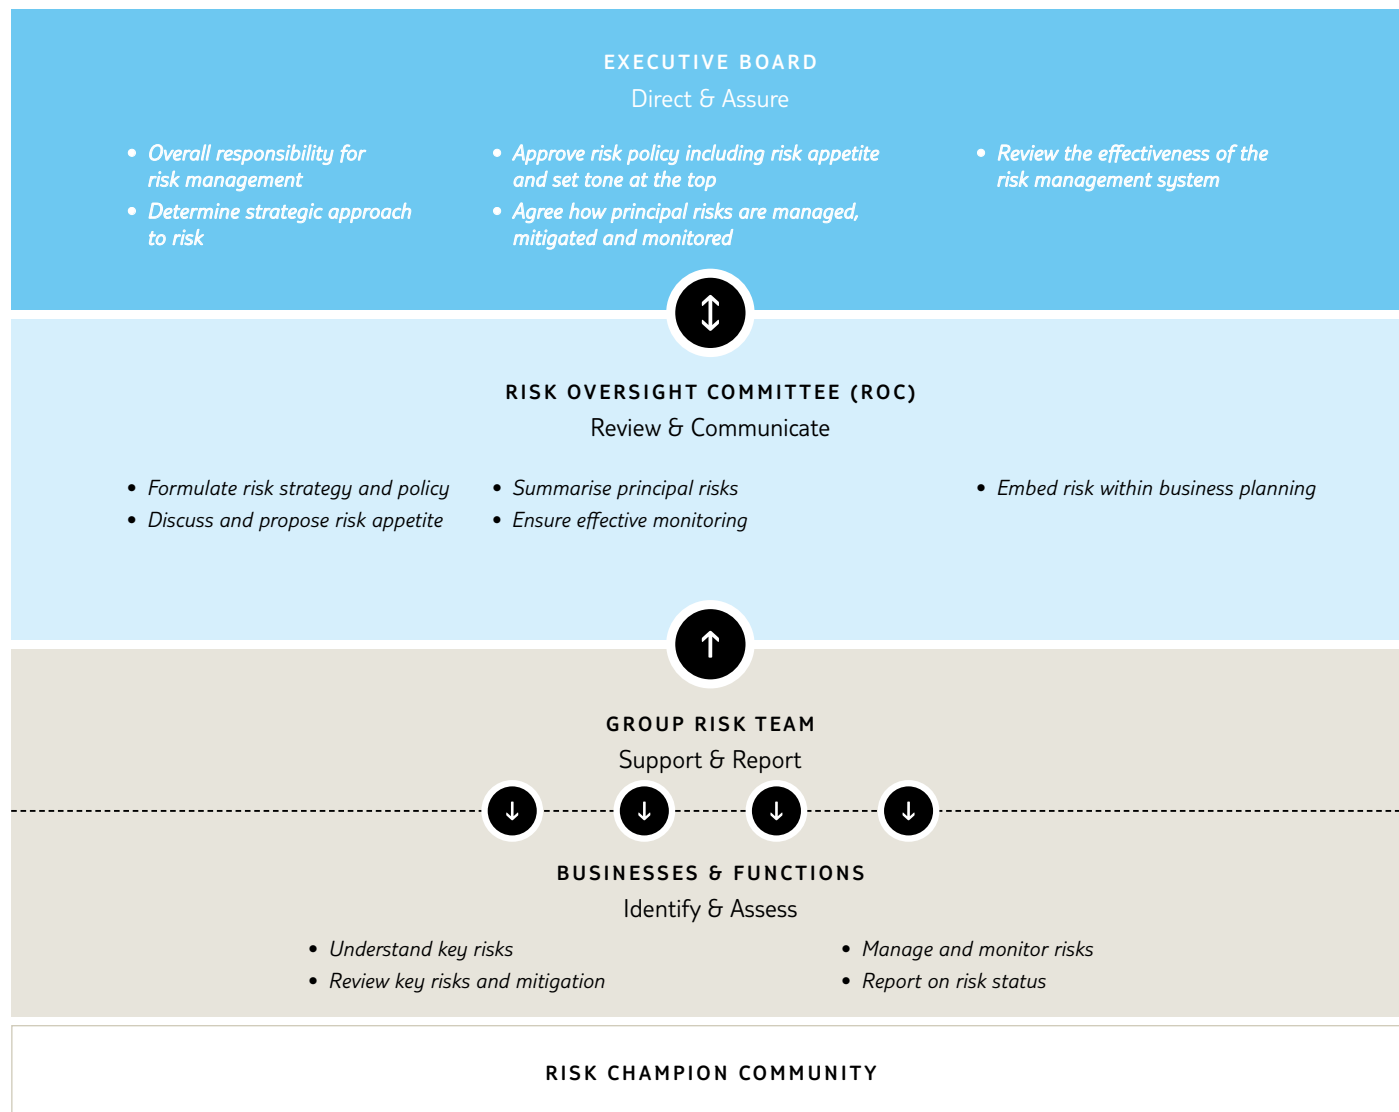 EXECUTIVE BOARD
Direct & Assure
• Overall responsibility for
risk management
• Determine strategic approach
to risk
• Approve risk policy including risk appetite
and set tone at the top
• Agree how principal risks are managed,
mitigated and monitored
• Review the effectiveness of the
risk management system
RISK OVERSIGHT COMMITTEE (ROC)
Review & Communicate
• Formulate risk strategy and policy
• Discuss and propose risk appetite
• Summarise principal risks
• Ensure effective monitoring
• Embed risk within business planning
GROUP RISK TEAM
Support & Report
BUSINESSES & FUNCTIONS
Identify & Assess
• Understand key risks
• Review key risks and mitigation
• Manage and monitor risks
• Report on risk status
RISK CHAMPION COMMUNITY